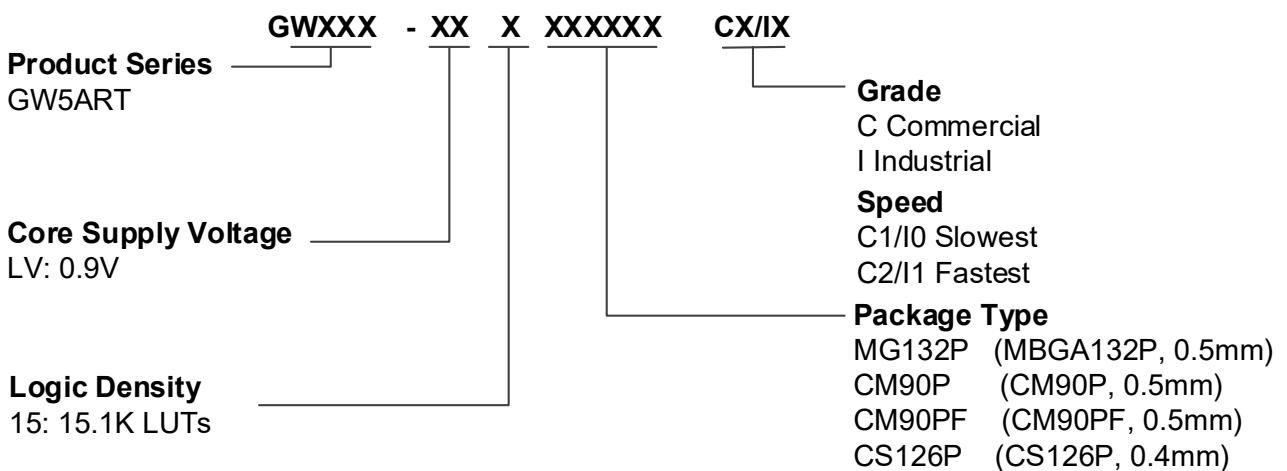 GWXXX - XX X XXXXXX CX/IX
Product Series
GW5ART
Core Supply Voltage
LV: 0.9V
Logic Density
15: 15.1K LUTs
Grade
C Commercial
I Industrial
Speed
C1/I0 Slowest
C2/I1 Fastest
Package Type
MG132P (MBGA132P, 0.5mm)
CM90P (CM90P, 0.5mm)
CM90PF (CM90PF, 0.5mm)
CS126P (CS126P, 0.4mm)